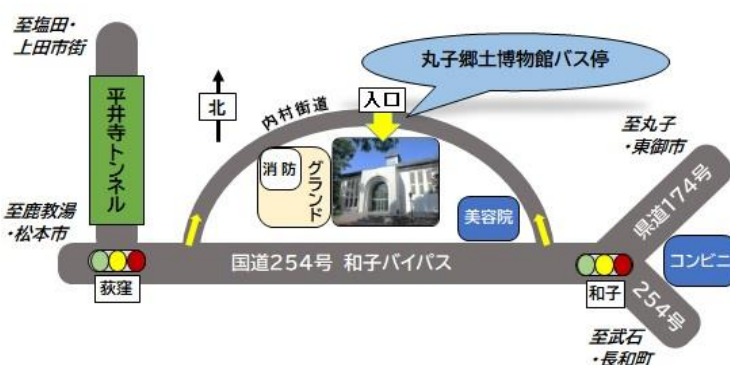 至塩田・
上田市街
平井寺トンネル
北
内村街道
入口
丸子郷土博物館バス停
至丸子
・東御市
消防
グランド
美容院
県道174号
至鹿教湯
・松本市
国道254号 和子バイパス
コンビニ
荻窪
和子
254号
至武石
・長和町